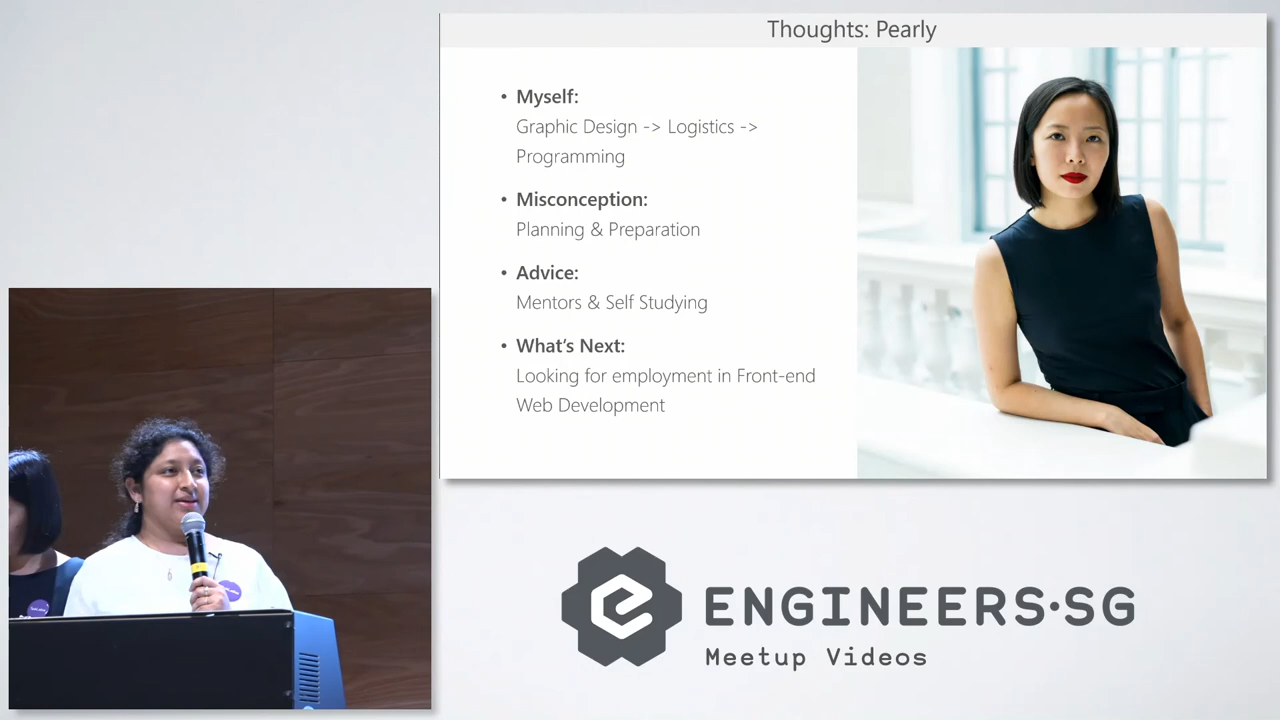 Thoughts: Pearly
• Myself:
Graphic Design -> Logistics ->
Programming
• Misconception:
Planning & Preparation
• Advice:
Mentors & Self Studying
• What's Next:
Looking for employment in Front-end
Web Development
ENGINEERS·SG
Meetup Videos